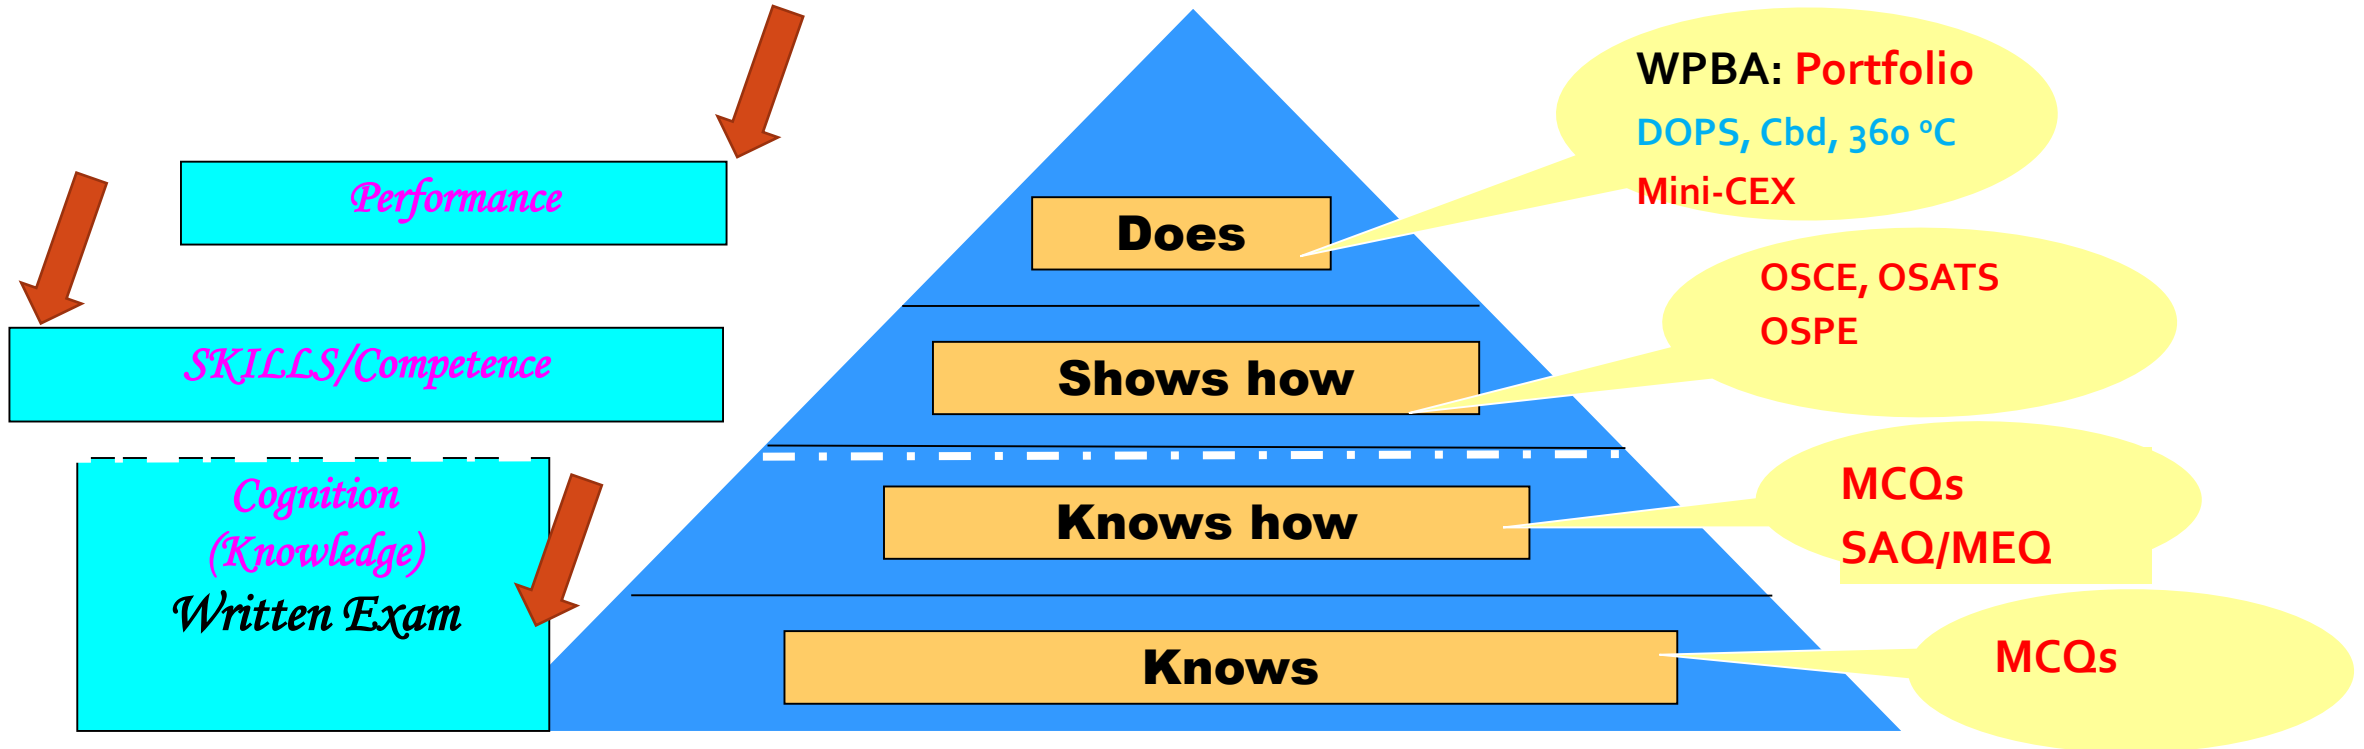 Performance
SKILLS/Competence
Cognition
(Knowledge)
Written Exam
Does
Shows how
Knows how
Knows
WPBA: Portfolio
DOPS, Cbd, 360 ⁰C
Mini-CEX
OSCE, OSATS
OSPE
MCQs
SAQ/MEQ
MCQs